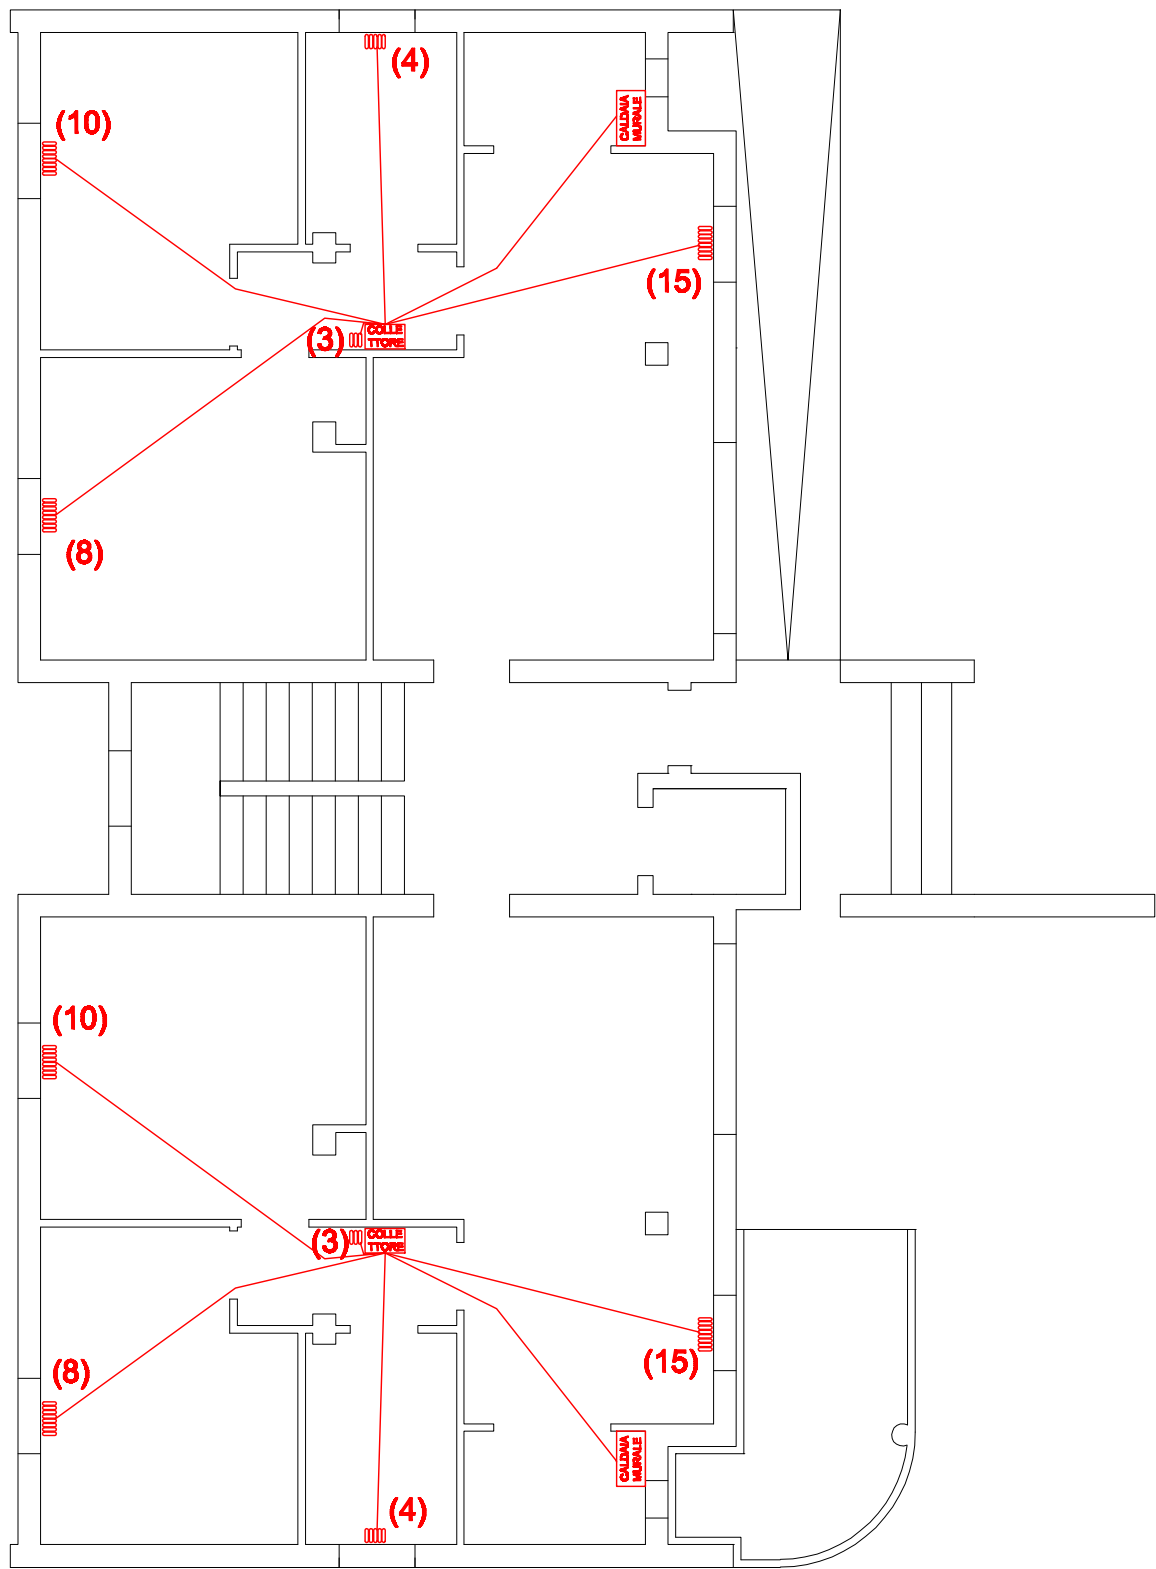 (4)
CALDAIA
MURALE
(10)
(15)
(3)
COLLE
TTORE
(8)
(10)
(3)
COLLE
TTORE
(15)
(8)
CALDAIA
MURALE
(4)